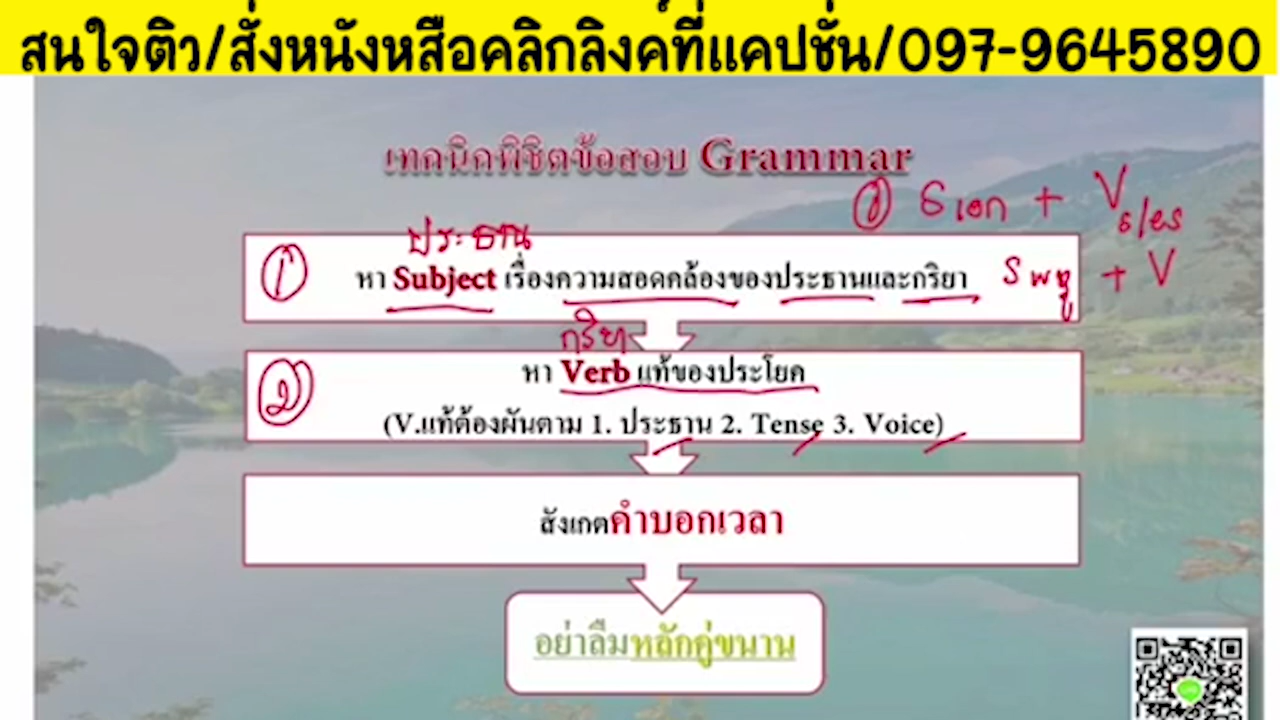 สนใจติว/สั่งหนังหสือคลิกลิงค์ที่แคปชั่น/097-9645890
เทคนิคพิชิตข้อสอบ Grammar
S เอก + V s/es
ประธาน
① หา Subject เรื่องความสอดคล้องของประธานและกริยา S พหู + V
กริยา
② หา Verb แท้ของประโยค
(V.แท้ต้องผันตาม 1. ประธาน 2. Tense 3. Voice)
สังเกตคำบอกเวลา
อย่าลืมหลักคู่ขนาน